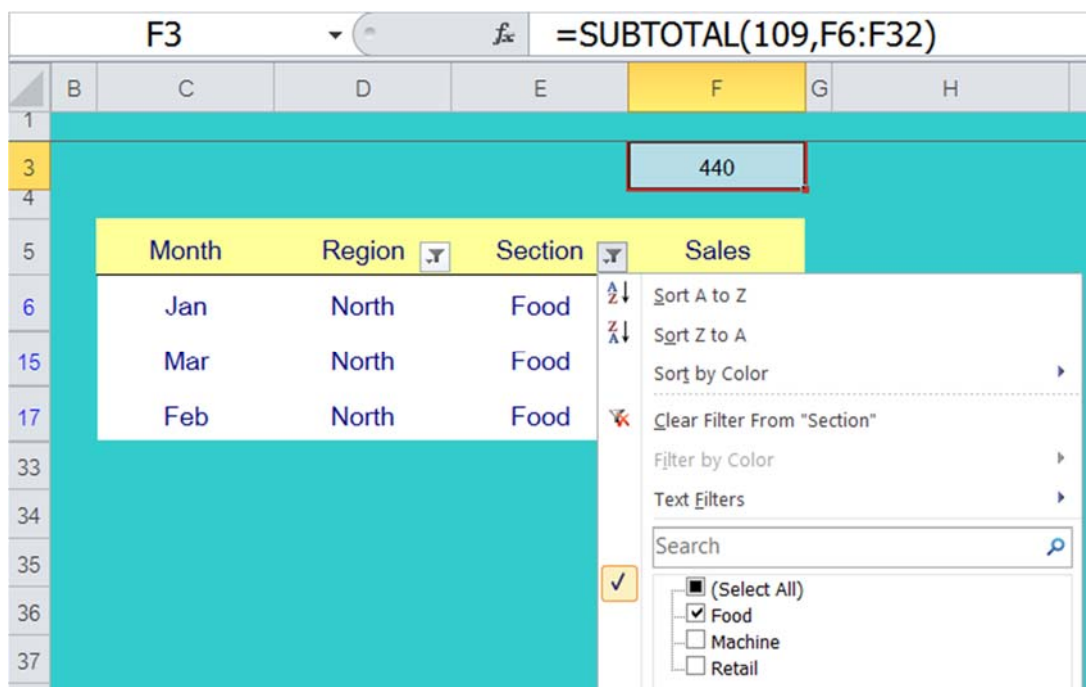 F3 fx =SUBTOTAL(109,F6:F32)
B C D E F G H
1
3 440
4
5 Month Region Section Sales
6 Jan North Food
15 Mar North Food
17 Feb North Food
33
34
35
36
37
A Z Sort A to Z
Z A Sort Z to A
Sort by Color
Clear Filter From "Section"
Filter by Color
Text Filters
Search
(Select All)
Food
Machine
Retail